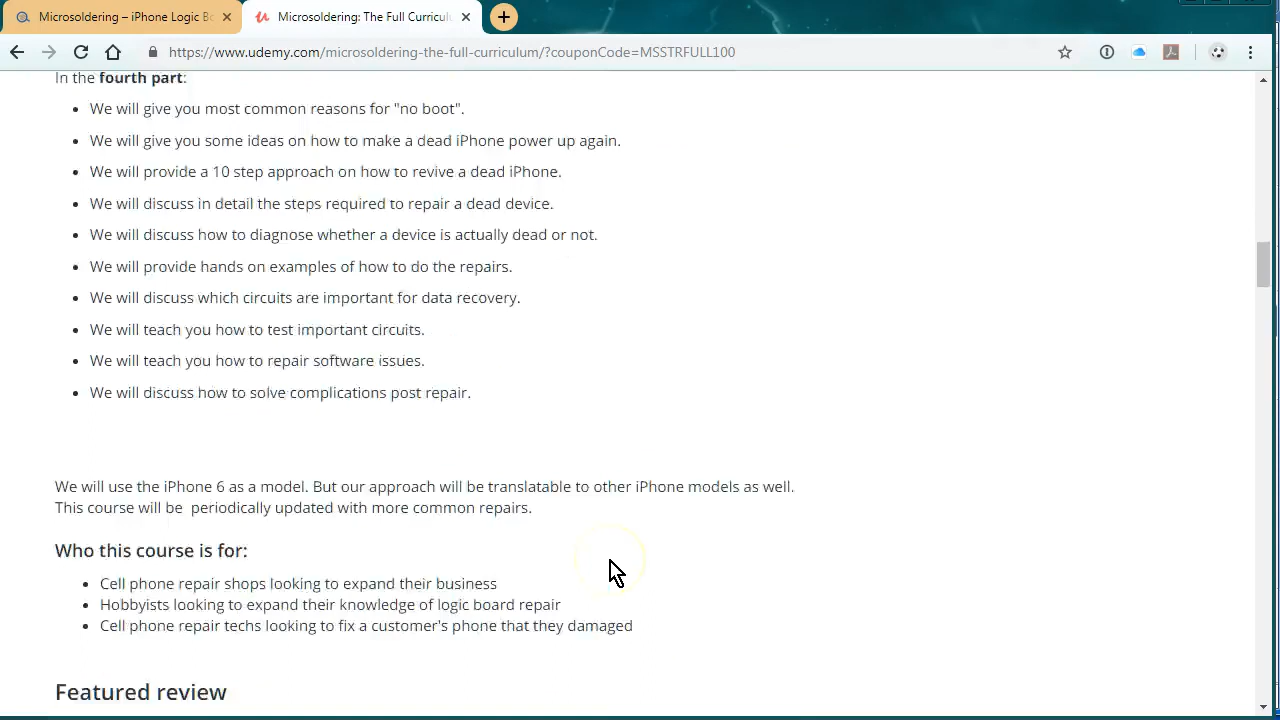 Microsoldering – iPhone Logic Bo
Microsoldering: The Full Curriculu
https://www.udemy.com/microsoldering-the-full-curriculum/?couponCode=MSSTRFULL100
In the fourth part:
We will give you most common reasons for "no boot".
We will give you some ideas on how to make a dead iPhone power up again.
We will provide a 10 step approach on how to revive a dead iPhone.
We will discuss in detail the steps required to repair a dead device.
We will discuss how to diagnose whether a device is actually dead or not.
We will provide hands on examples of how to do the repairs.
We will discuss which circuits are important for data recovery.
We will teach you how to test important circuits.
We will teach you how to repair software issues.
We will discuss how to solve complications post repair.
We will use the iPhone 6 as a model. But our approach will be translatable to other iPhone models as well.
This course will be  periodically updated with more common repairs.
Who this course is for:
Cell phone repair shops looking to expand their business
Hobbyists looking to expand their knowledge of logic board repair
Cell phone repair techs looking to fix a customer's phone that they damaged
Featured review